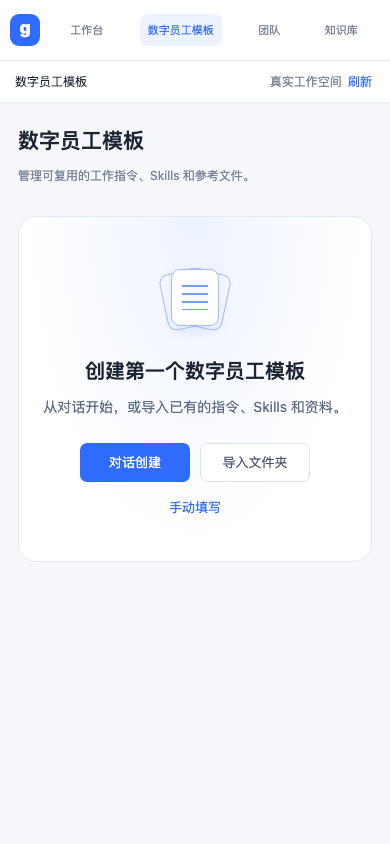 g 工作台 数字员工模板 团队 知识库
数字员工模板 真实工作空间 刷新
数字员工模板
管理可复用的工作指令、Skills 和参考文件。
创建第一个数字员工模板
从对话开始，或导入已有的指令、Skills 和资料。
对话创建 导入文件夹
手动填写